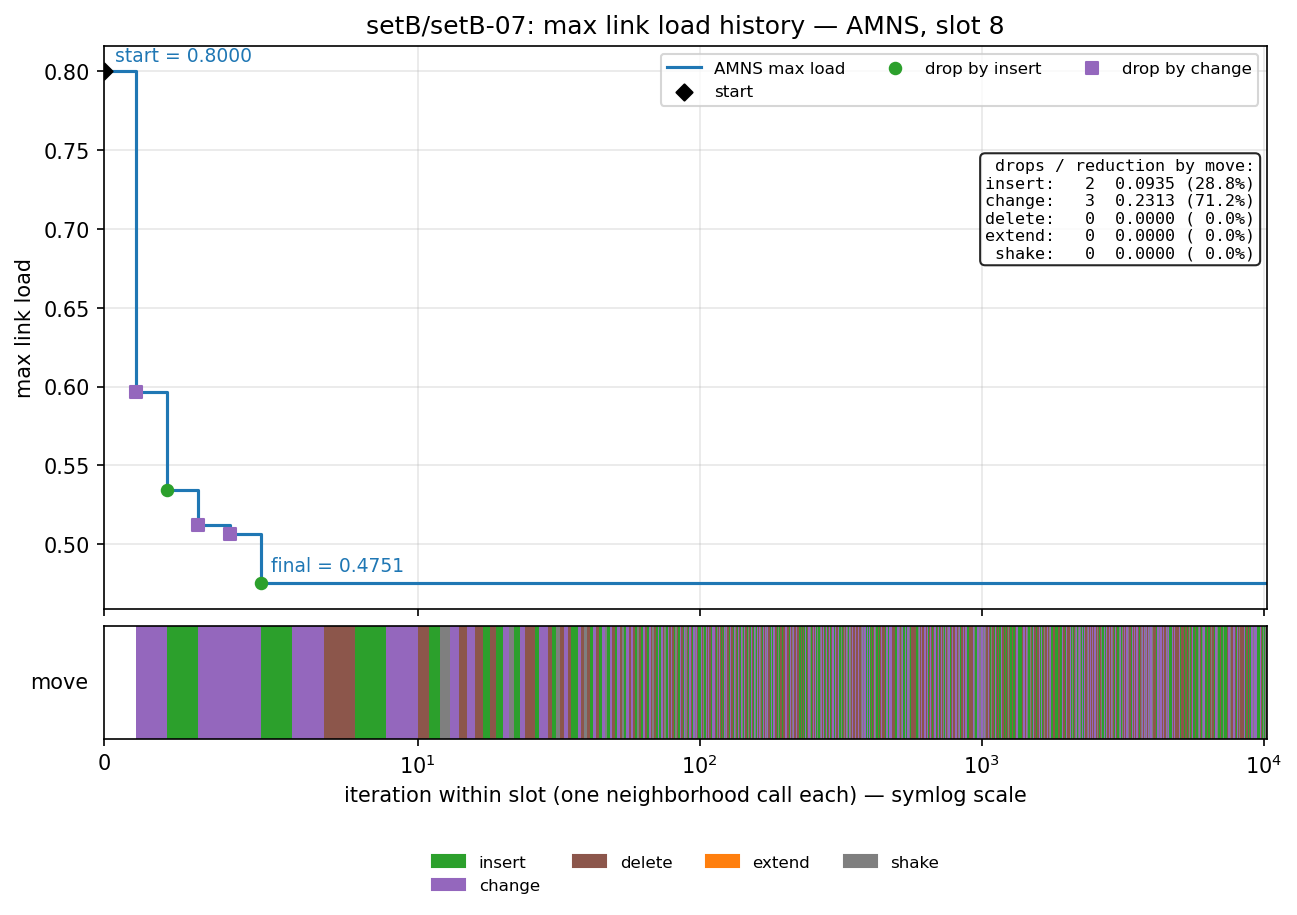 setB/setB-07: max link load history — AMNS, slot 8
start = 0.8000
AMNS max load
drop by insert
drop by change
start
0.80
0.75
0.70
0.65
0.60
0.55
0.50
max link load
drops / reduction by move:
insert: 2 0.0935 (28.8%)
change: 3 0.2313 (71.2%)
delete: 0 0.0000 ( 0.0%)
extend: 0 0.0000 ( 0.0%)
shake: 0 0.0000 ( 0.0%)
final = 0.4751
move
0 10¹ 10² 10³ 10⁴
iteration within slot (one neighborhood call each) — symlog scale
insert delete extend shake
change